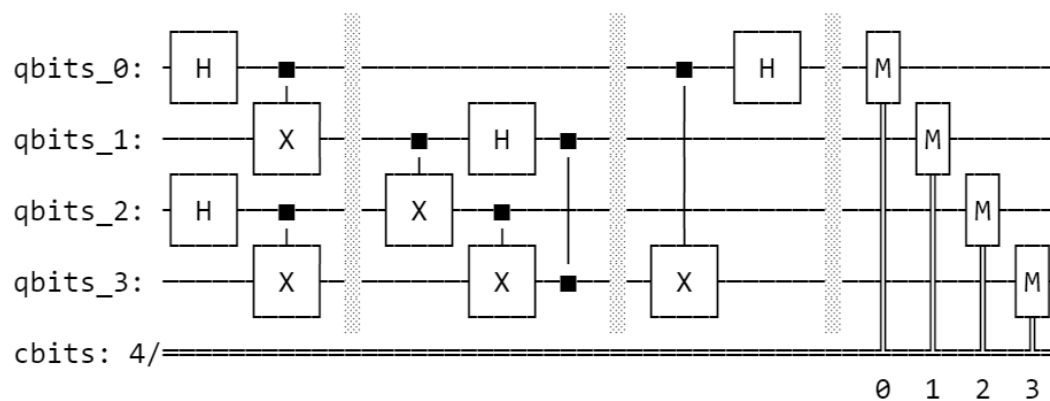 qbits_0: H H M
qbits_1: X H M
qbits_2: H X M
qbits_3: X X X M
cbits: 4/
0 1 2 3